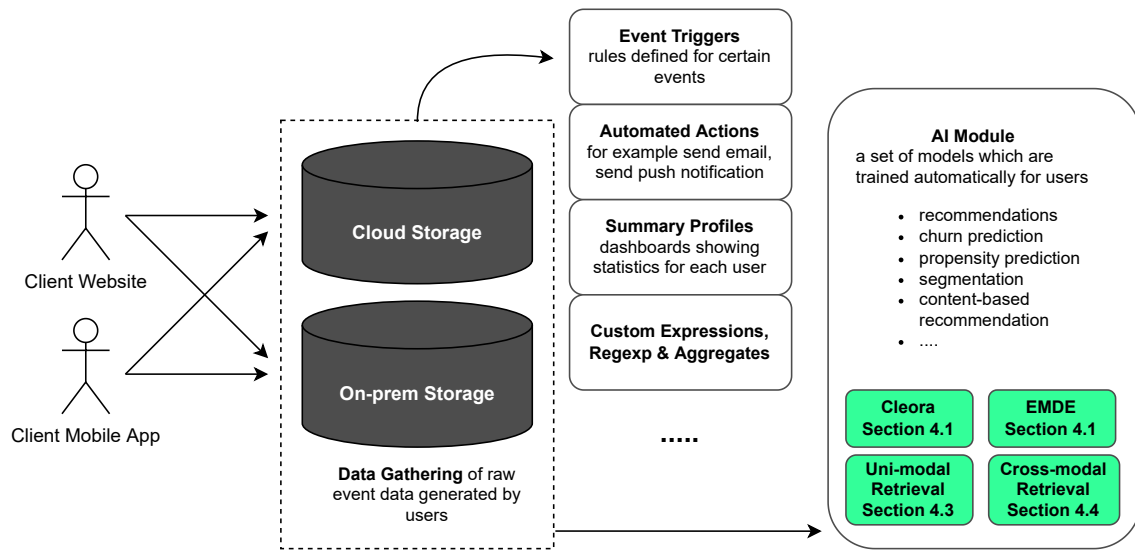 Client Website
Client Mobile App
Cloud Storage
On-prem Storage
Data Gathering of raw
event data generated by
users
Event Triggers
rules defined for certain
events
Automated Actions
for example send email,
send push notification
Summary Profiles
dashboards showing
statistics for each user
Custom Expressions,
Regexp & Aggregates
.....
AI Module
a set of models which are
trained automatically for users
• recommendations
• churn prediction
• propensity prediction
• segmentation
• content-based
recommendation
• ....
Cleora
Section 4.1
EMDE
Section 4.1
Uni-modal
Retrieval
Section 4.3
Cross-modal
Retrieval
Section 4.4